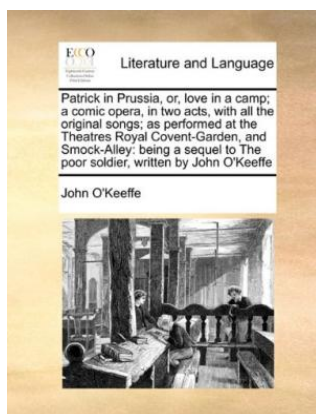 ECCO
Literature and Language
Patrick in Prussia, or, love in a camp;
a comic opera, in two acts, with all the
original songs; as performed at the
Theatres Royal Covent-Garden, and
Smock-Alley: being a sequel to The
poor soldier, written by John O'Keeffe
John O'Keeffe